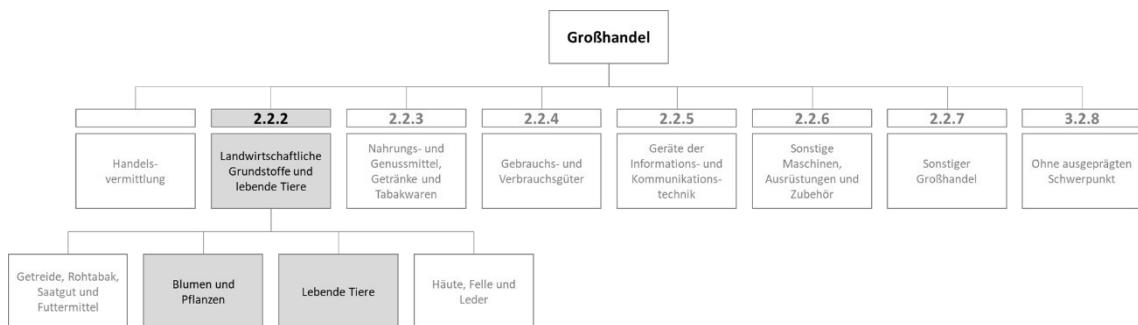 Großhandel
2.2.2
2.2.3
2.2.4
2.2.5
2.2.6
2.2.7
3.2.8
Handels-
vermittlung
Landwirtschaftliche
Grundstoffe und
lebende Tiere
Nahrungs- und
Genussmittel,
Getränke und
Tabakwaren
Gebrauchs- und
Verbrauchsgüter
Geräte der
Informations- und
Kommunikations-
technik
Sonstige
Maschinen,
Ausrüstungen und
Zubehör
Sonstiger
Großhandel
Ohne ausgeprägten
Schwerpunkt
Getreide, Rohtabak,
Saatgut und
Futtermittel
Blumen und
Pflanzen
Lebende Tiere
Häute, Felle und
Leder